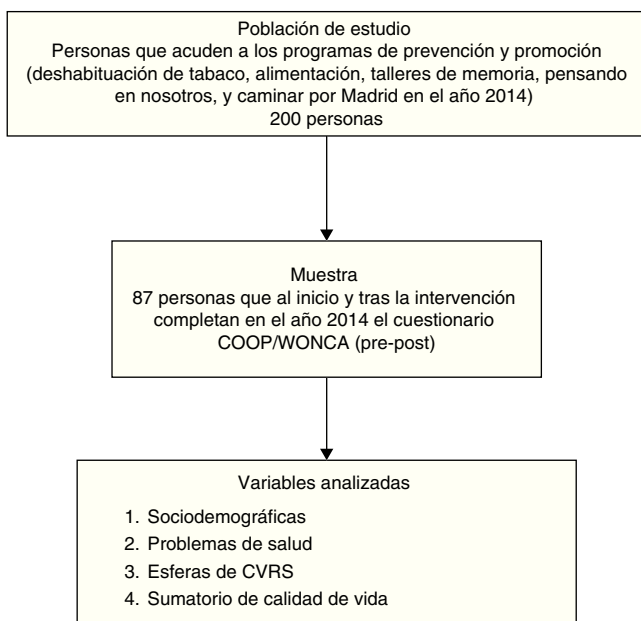 Población de estudio
Personas que acuden a los programas de prevención y promoción
(deshabituación de tabaco, alimentación, talleres de memoria, pensando
en nosotros, y caminar por Madrid en el año 2014)
200 personas
Muestra
87 personas que al inicio y tras la intervención
completan en el año 2014 el cuestionario
COOP/WONCA (pre-post)
Variables analizadas
1. Sociodemográficas
2. Problemas de salud
3. Esferas de CVRS
4. Sumatorio de calidad de vida